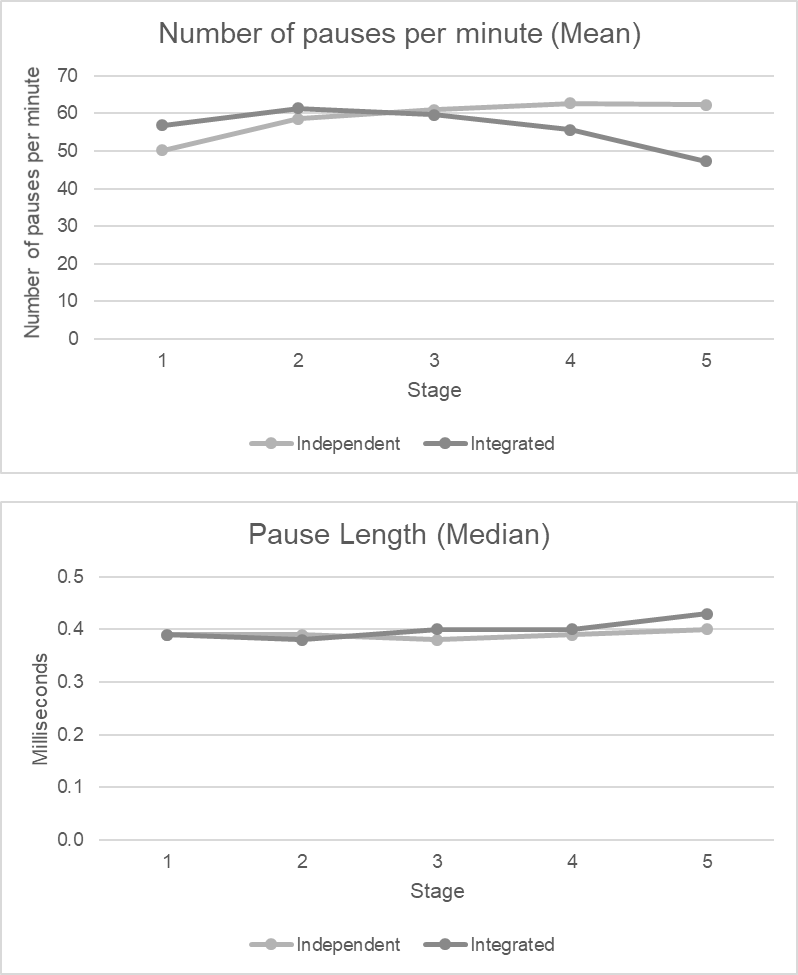 Number of pauses per minute (Mean)
Number of pauses per minute
70
60
50
40
30
20
10
0
1 2 3 4 5
Stage
Independent Integrated
Pause Length (Median)
Milliseconds
0.5
0.4
0.3
0.2
0.1
0.0
1 2 3 4 5
Stage
Independent Integrated